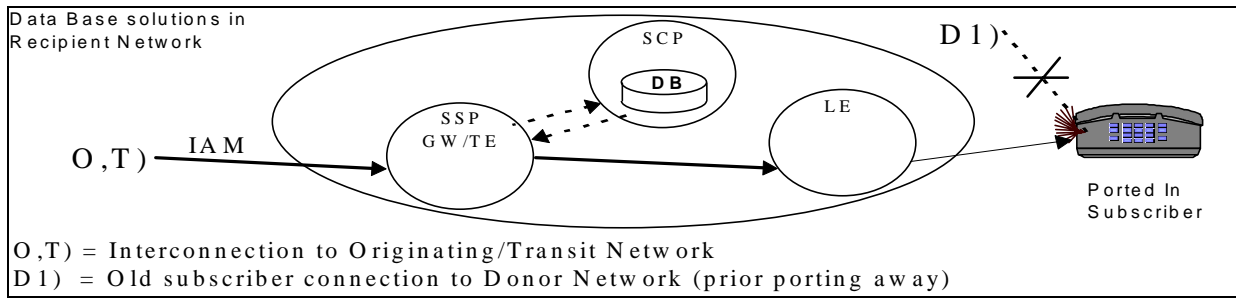 Data Base solutions in
Recipient Network
SCP
DB
D1)
SSP
GW/TE
LE
IAM
O,T)
Ported In
Subscriber
O,T) = Interconnection to Originating/Transit Network
D1) = Old subscriber connection to Donor Network (prior porting away)